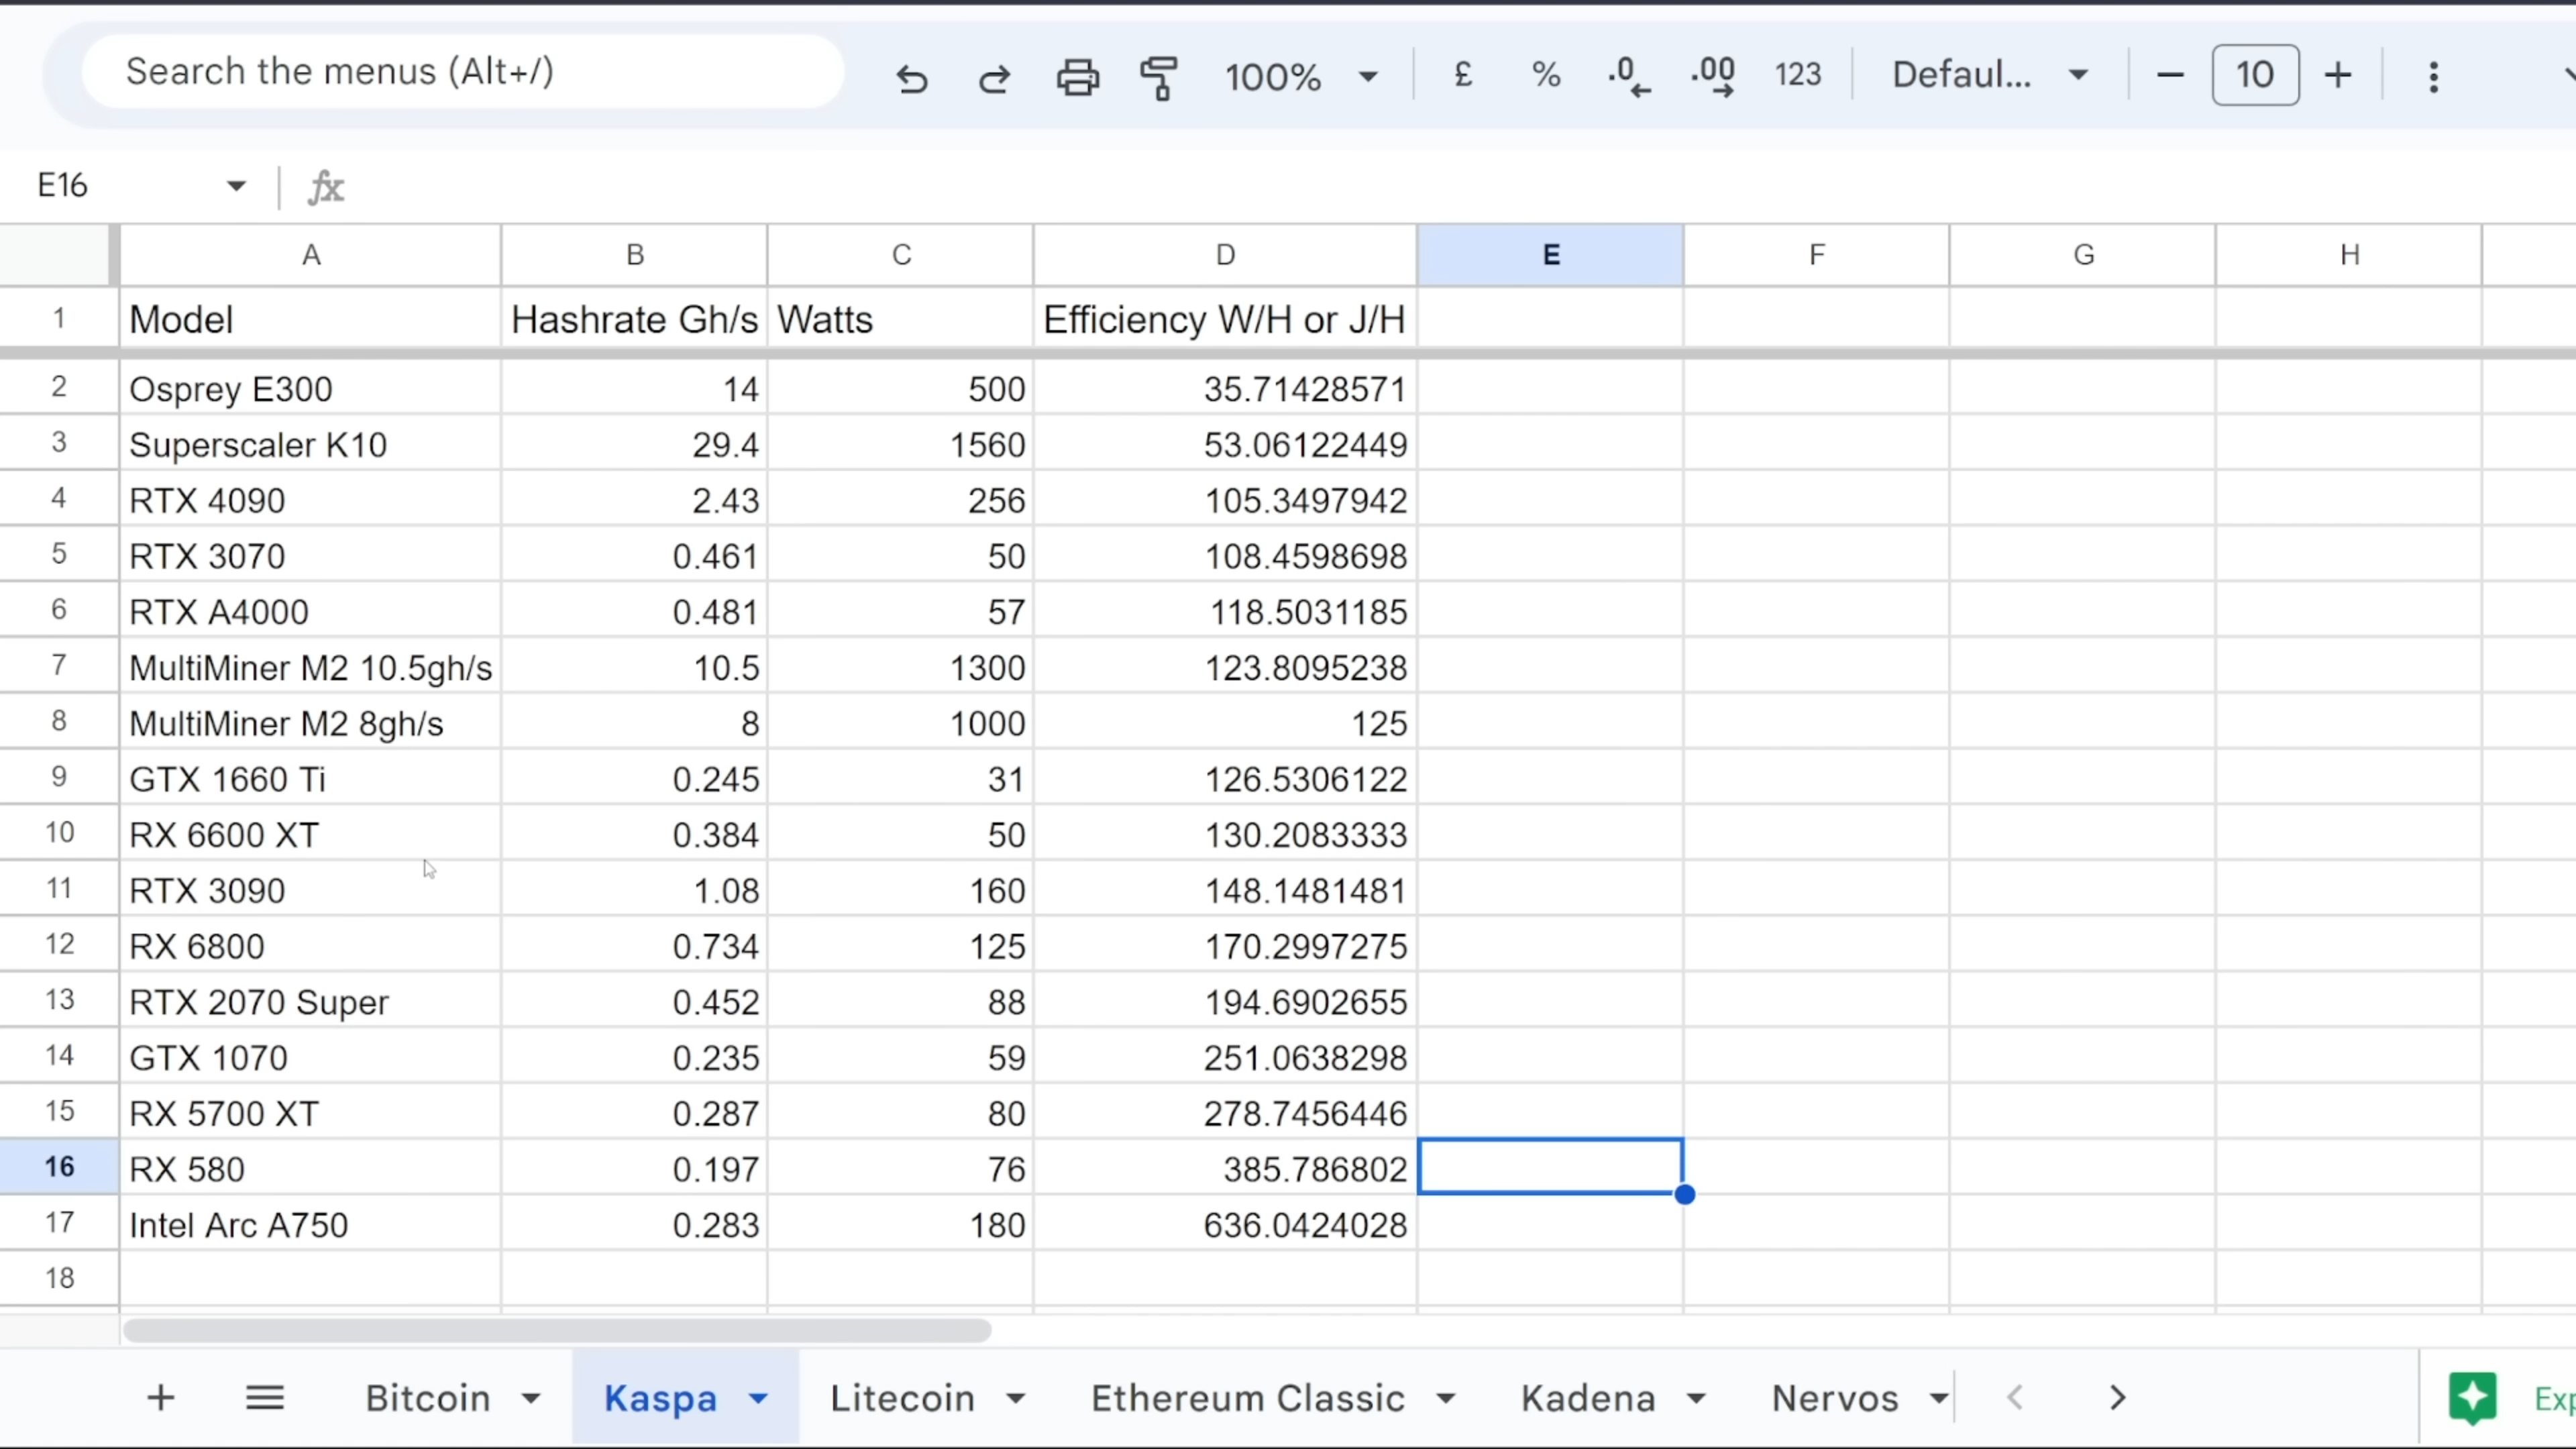 Search the menus (Alt+/) 100% £ % .0 .00 123 Defaul... 10
E16 fx
A B C D E F G H
1 Model Hashrate Gh/s Watts Efficiency W/H or J/H
2 Osprey E300 14 500 35.71428571
3 Superscaler K10 29.4 1560 53.06122449
4 RTX 4090 2.43 256 105.3497942
5 RTX 3070 0.461 50 108.4598698
6 RTX A4000 0.481 57 118.5031185
7 MultiMiner M2 10.5gh/s 10.5 1300 123.8095238
8 MultiMiner M2 8gh/s 8 1000 125
9 GTX 1660 Ti 0.245 31 126.5306122
10 RX 6600 XT 0.384 50 130.2083333
11 RTX 3090 1.08 160 148.1481481
12 RX 6800 0.734 125 170.2997275
13 RTX 2070 Super 0.452 88 194.6902655
14 GTX 1070 0.235 59 251.0638298
15 RX 5700 XT 0.287 80 278.7456446
16 RX 580 0.197 76 385.786802
17 Intel Arc A750 0.283 180 636.0424028
18
Bitcoin Kaspa Litecoin Ethereum Classic Kadena Nervos Exp